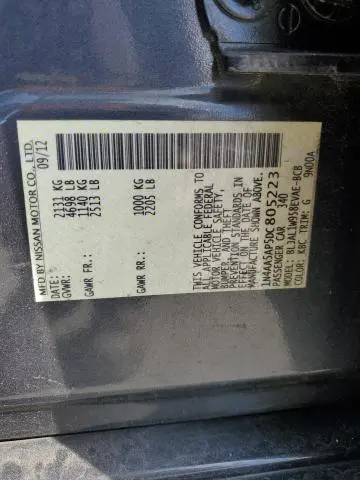 MFD BY NISSAN MOTOR CO., LTD.
DATE: 09/12
GVWR: 2131 KG
4698 LB
GAWR FR: 1140 KG
2513 LB
GAWR RR: 1000 KG
2205 LB
THIS VEHICLE CONFORMS TO
ALL APPLICABLE FEDERAL
MOTOR VEHICLE SAFETY,
BUMPER, AND THEFT
PREVENTION STANDARDS IN
EFFECT ON THE DATE OF
MANUFACTURE SHOWN ABOVE.
1N4AA5AP5DC805223
PASSENGER CAR 340
MODEL: BLJALVW
COLOR: KBC TRIM: G 9N00A